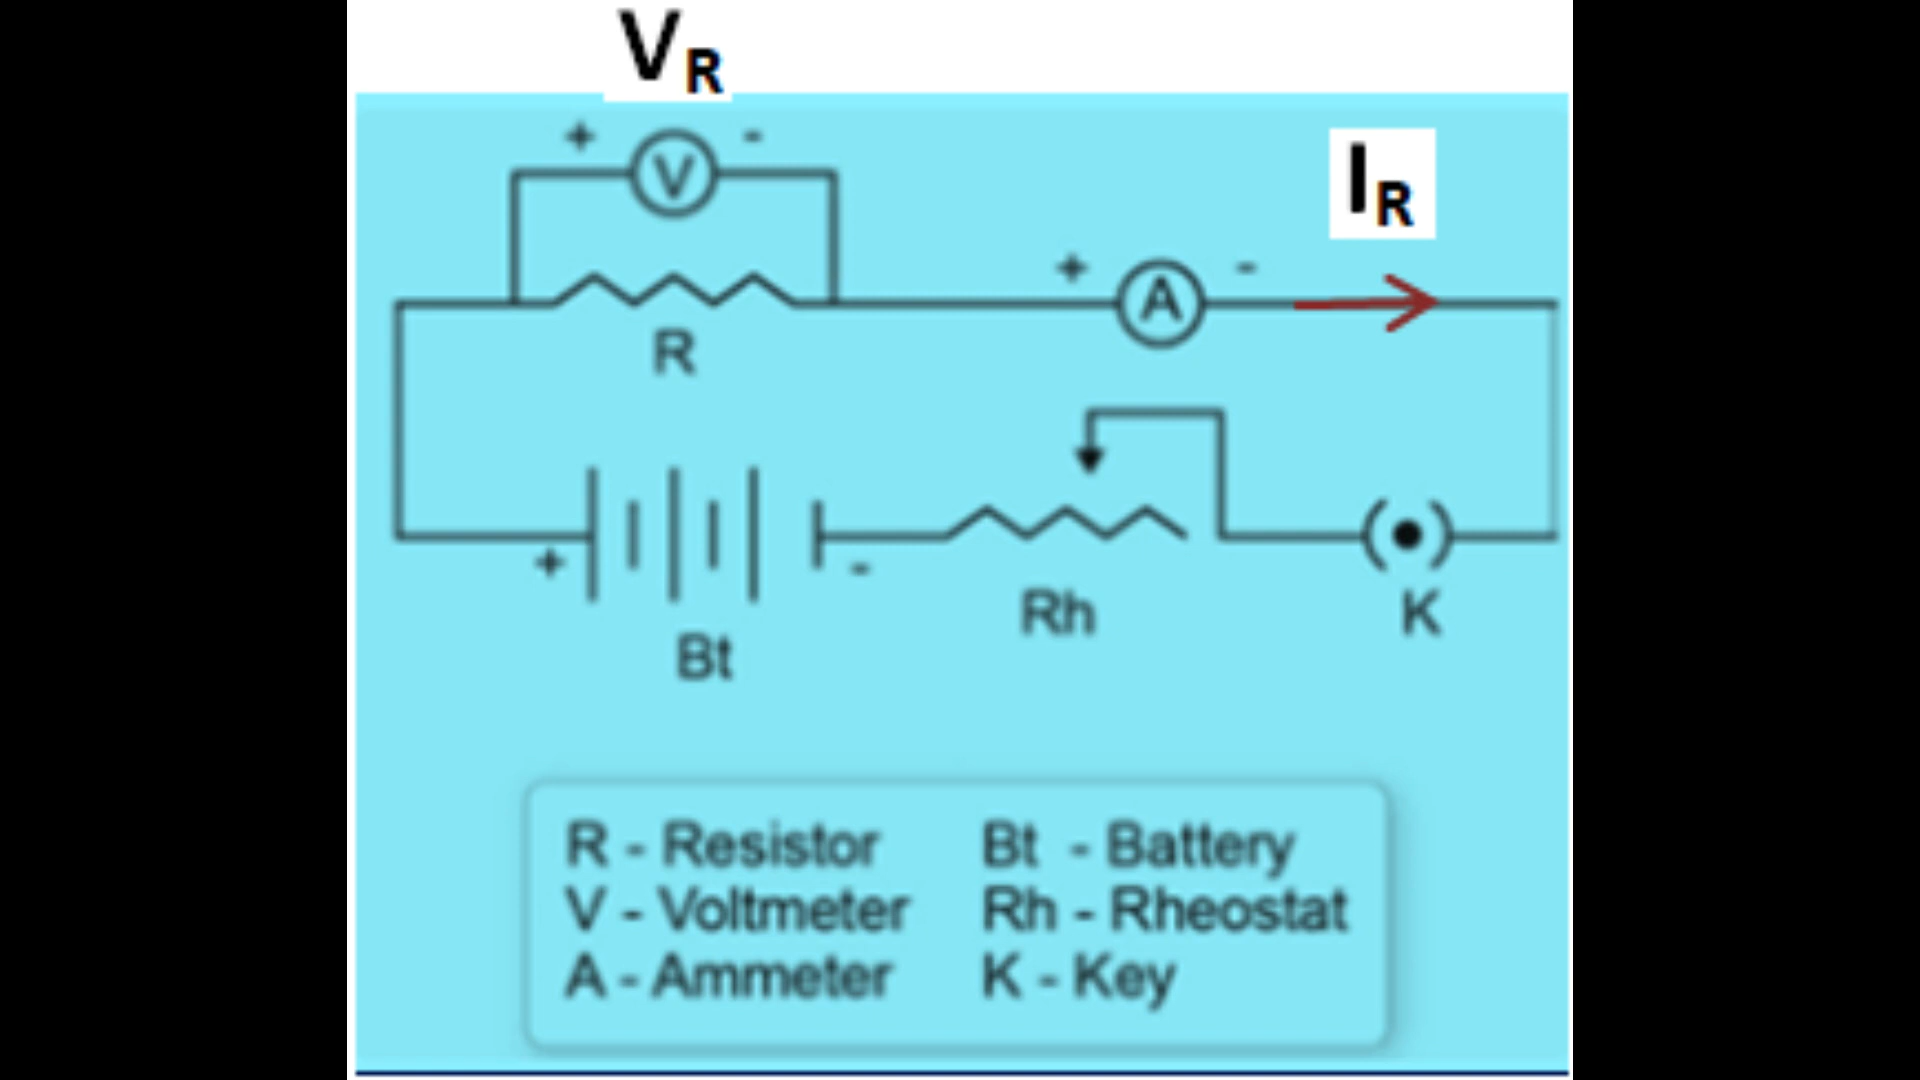 VR
+ V -
IR
+ A -
R
+ -
Bt
Rh
K
R - Resistor Bt - Battery
V - Voltmeter Rh - Rheostat
A - Ammeter K - Key